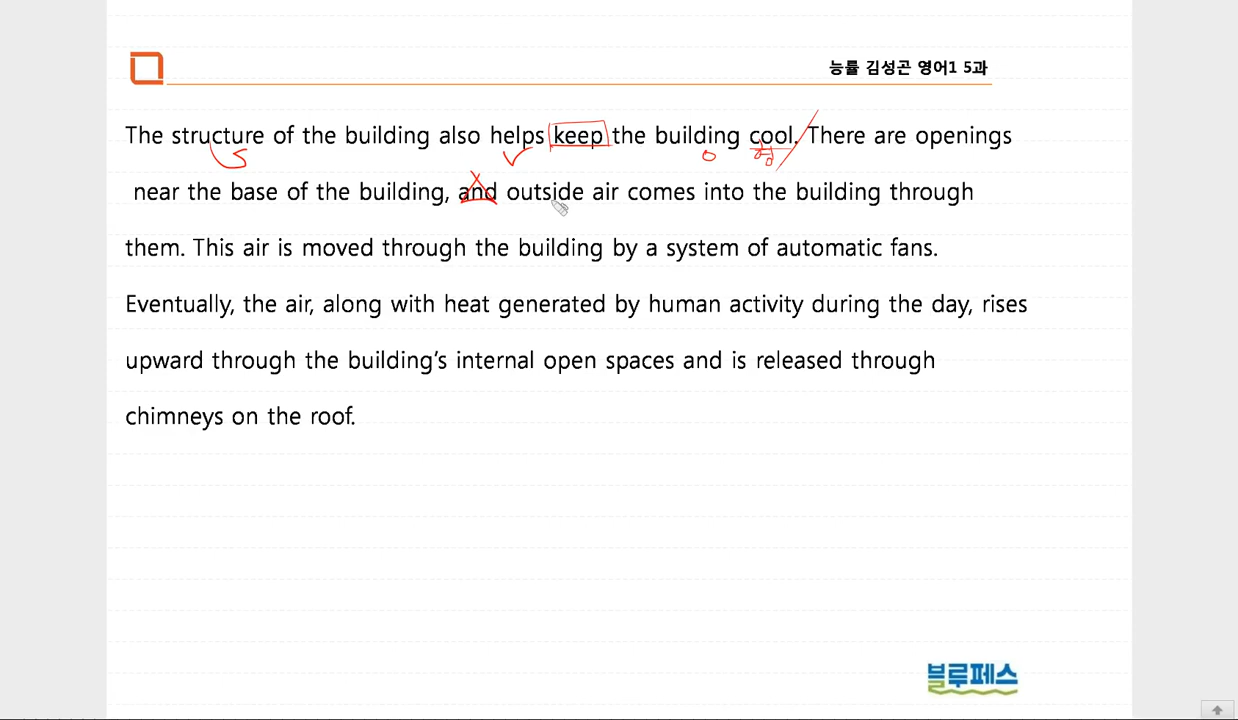 능률 김성곤 영어1 5과
The structure of the building also helps keep the building cool. There are openings
near the base of the building, and outside air comes into the building through
them. This air is moved through the building by a system of automatic fans.
Eventually, the air, along with heat generated by human activity during the day, rises
upward through the building's internal open spaces and is released through
chimneys on the roof.
블루페스